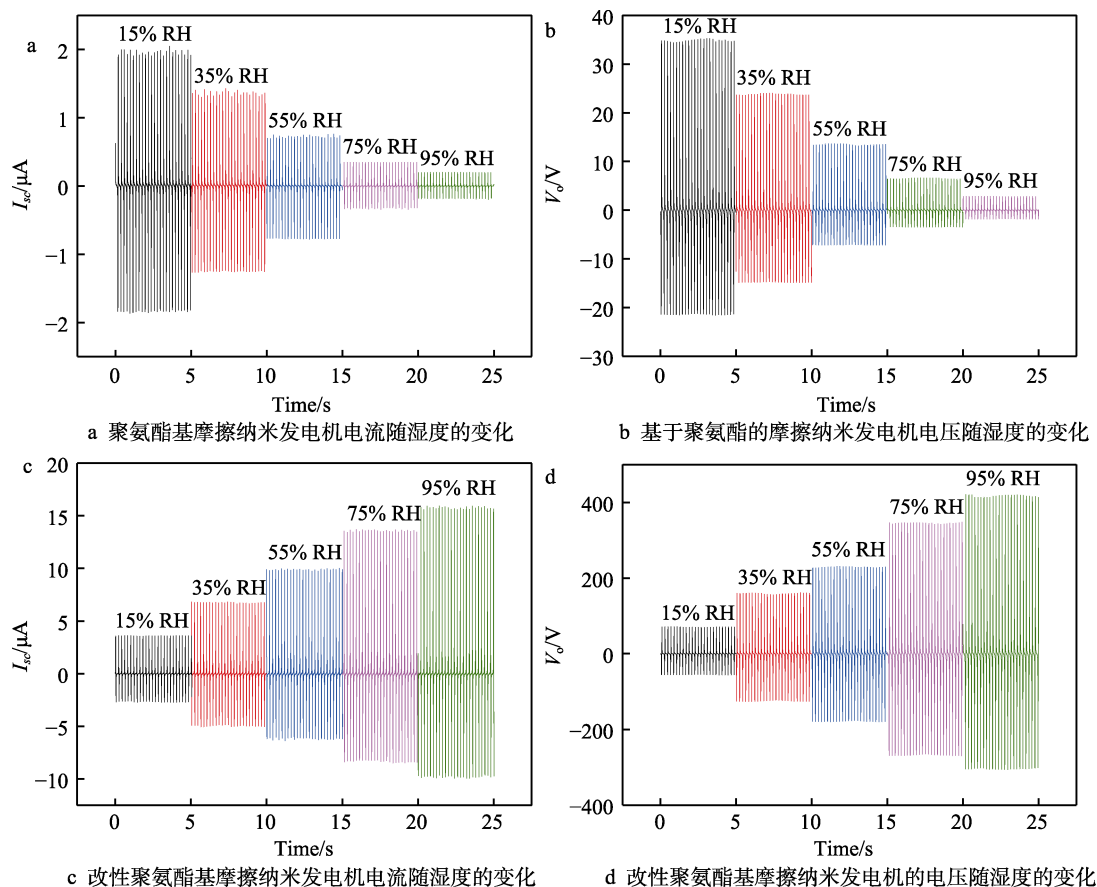 a
15% RH
35% RH
55% RH
75% RH
95% RH
2
1
0
−1
−2
Isc/μA
0 5 10 15 20 25
Time/s
a 聚氨酯基摩擦纳米发电机电流随湿度的变化
b
15% RH
35% RH
55% RH
75% RH
95% RH
40
30
20
10
0
−10
−20
−30
Vo/V
0 5 10 15 20 25
Time/s
b 基于聚氨酯的摩擦纳米发电机电压随湿度的变化
c
15% RH
35% RH
55% RH
75% RH
95% RH
20
15
10
5
0
−5
−10
Isc/μA
0 5 10 15 20 25
Time/s
c 改性聚氨酯基摩擦纳米发电机电流随湿度的变化
d
15% RH
35% RH
55% RH
75% RH
95% RH
400
200
0
−200
−400
Vo/V
0 5 10 15 20 25
Time/s
d 改性聚氨酯基摩擦纳米发电机的电压随湿度的变化